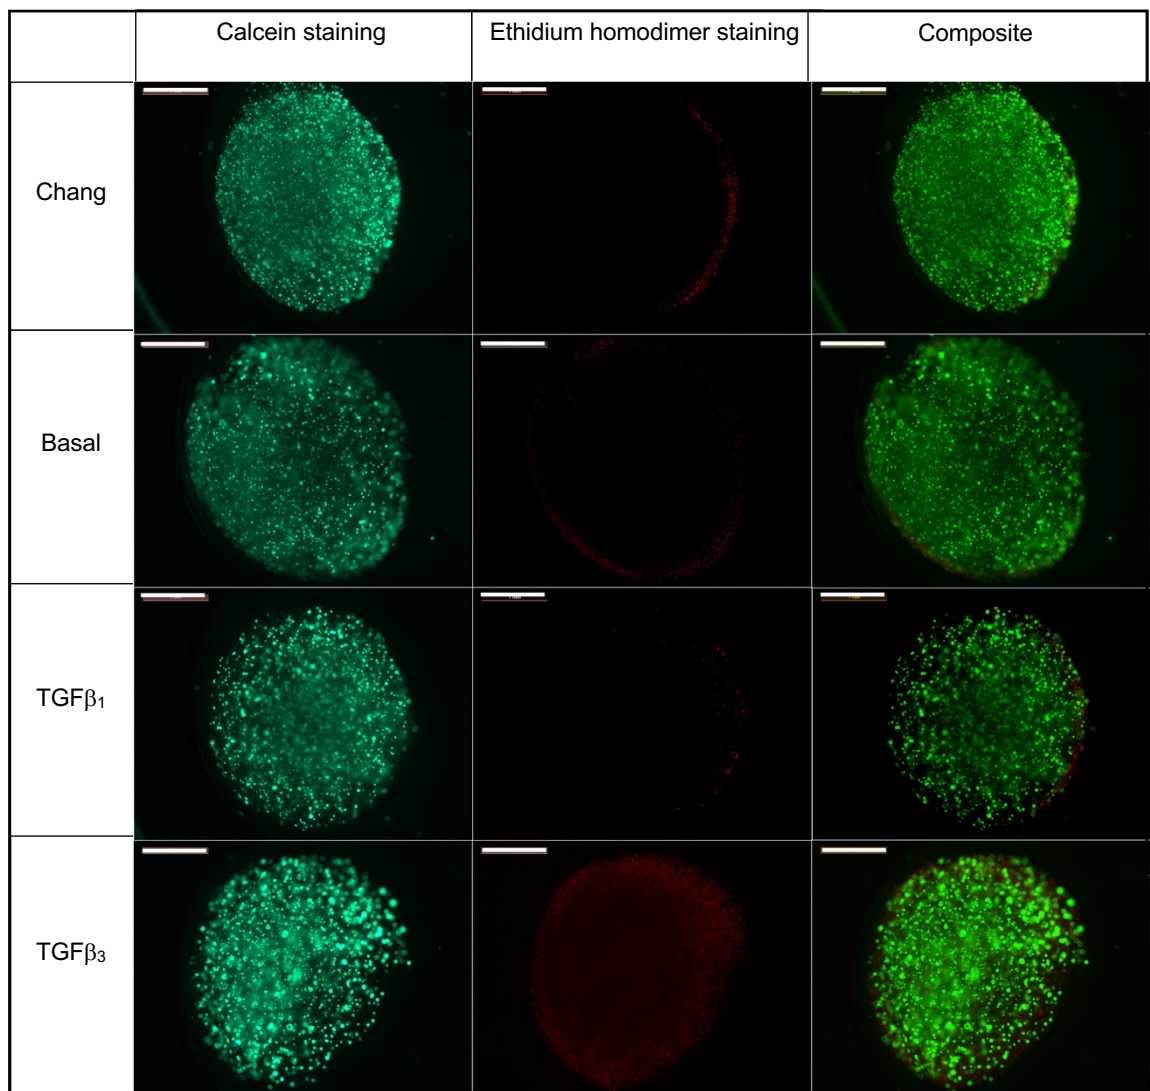 Calcein staining
Ethidium homodimer staining
Composite
Chang
Basal
TGFβ₁
TGFβ₃